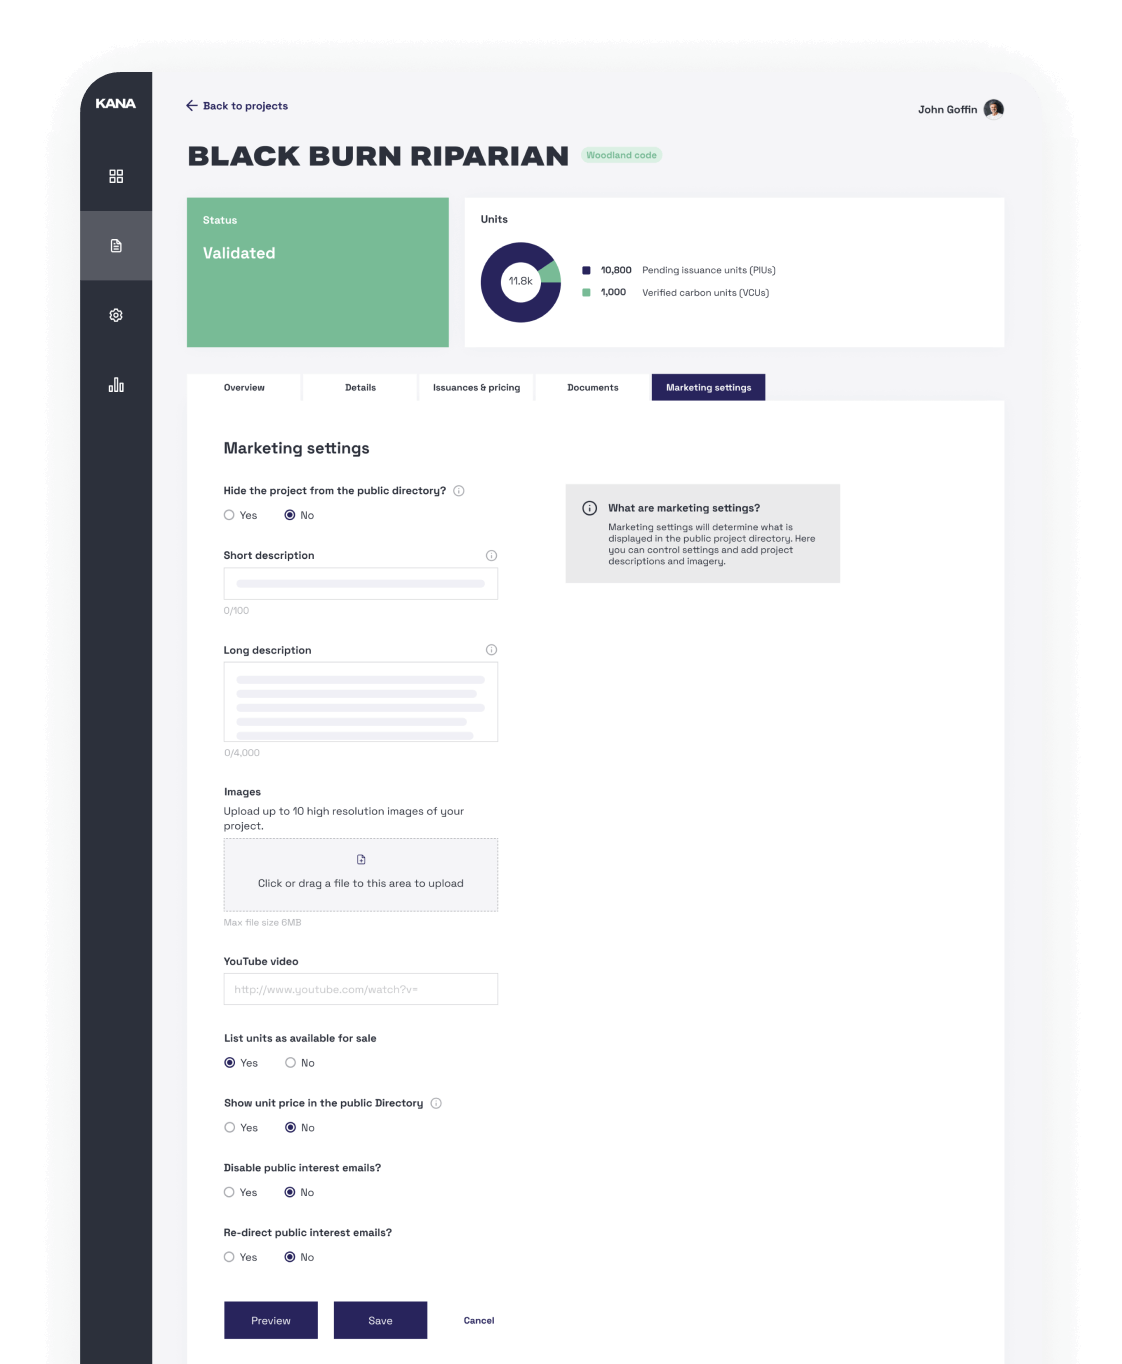 KANA
Back to projects
John Goffin
BLACK BURN RIPARIAN
Woodland code
Status
Validated
Units
11.8k
10,800 Pending issuance units (PIUs)
1,000 Verified carbon units (VCUs)
Overview
Details
Issuances & pricing
Documents
Marketing settings
Marketing settings
Hide the project from the public directory?
Yes
No
What are marketing settings?
Marketing settings will determine what is
displayed in the public project directory. Here
you can control settings and add project
descriptions and imagery.
Short description
0/100
Long description
0/4,000
Images
Upload up to 10 high resolution images of your
project.
Click or drag a file to this area to upload
Max file size 6MB
YouTube video
http://www.youtube.com/watch?v=
List units as available for sale
Yes
No
Show unit price in the public Directory
Yes
No
Disable public interest emails?
Yes
No
Re-direct public interest emails?
Yes
No
Preview
Save
Cancel